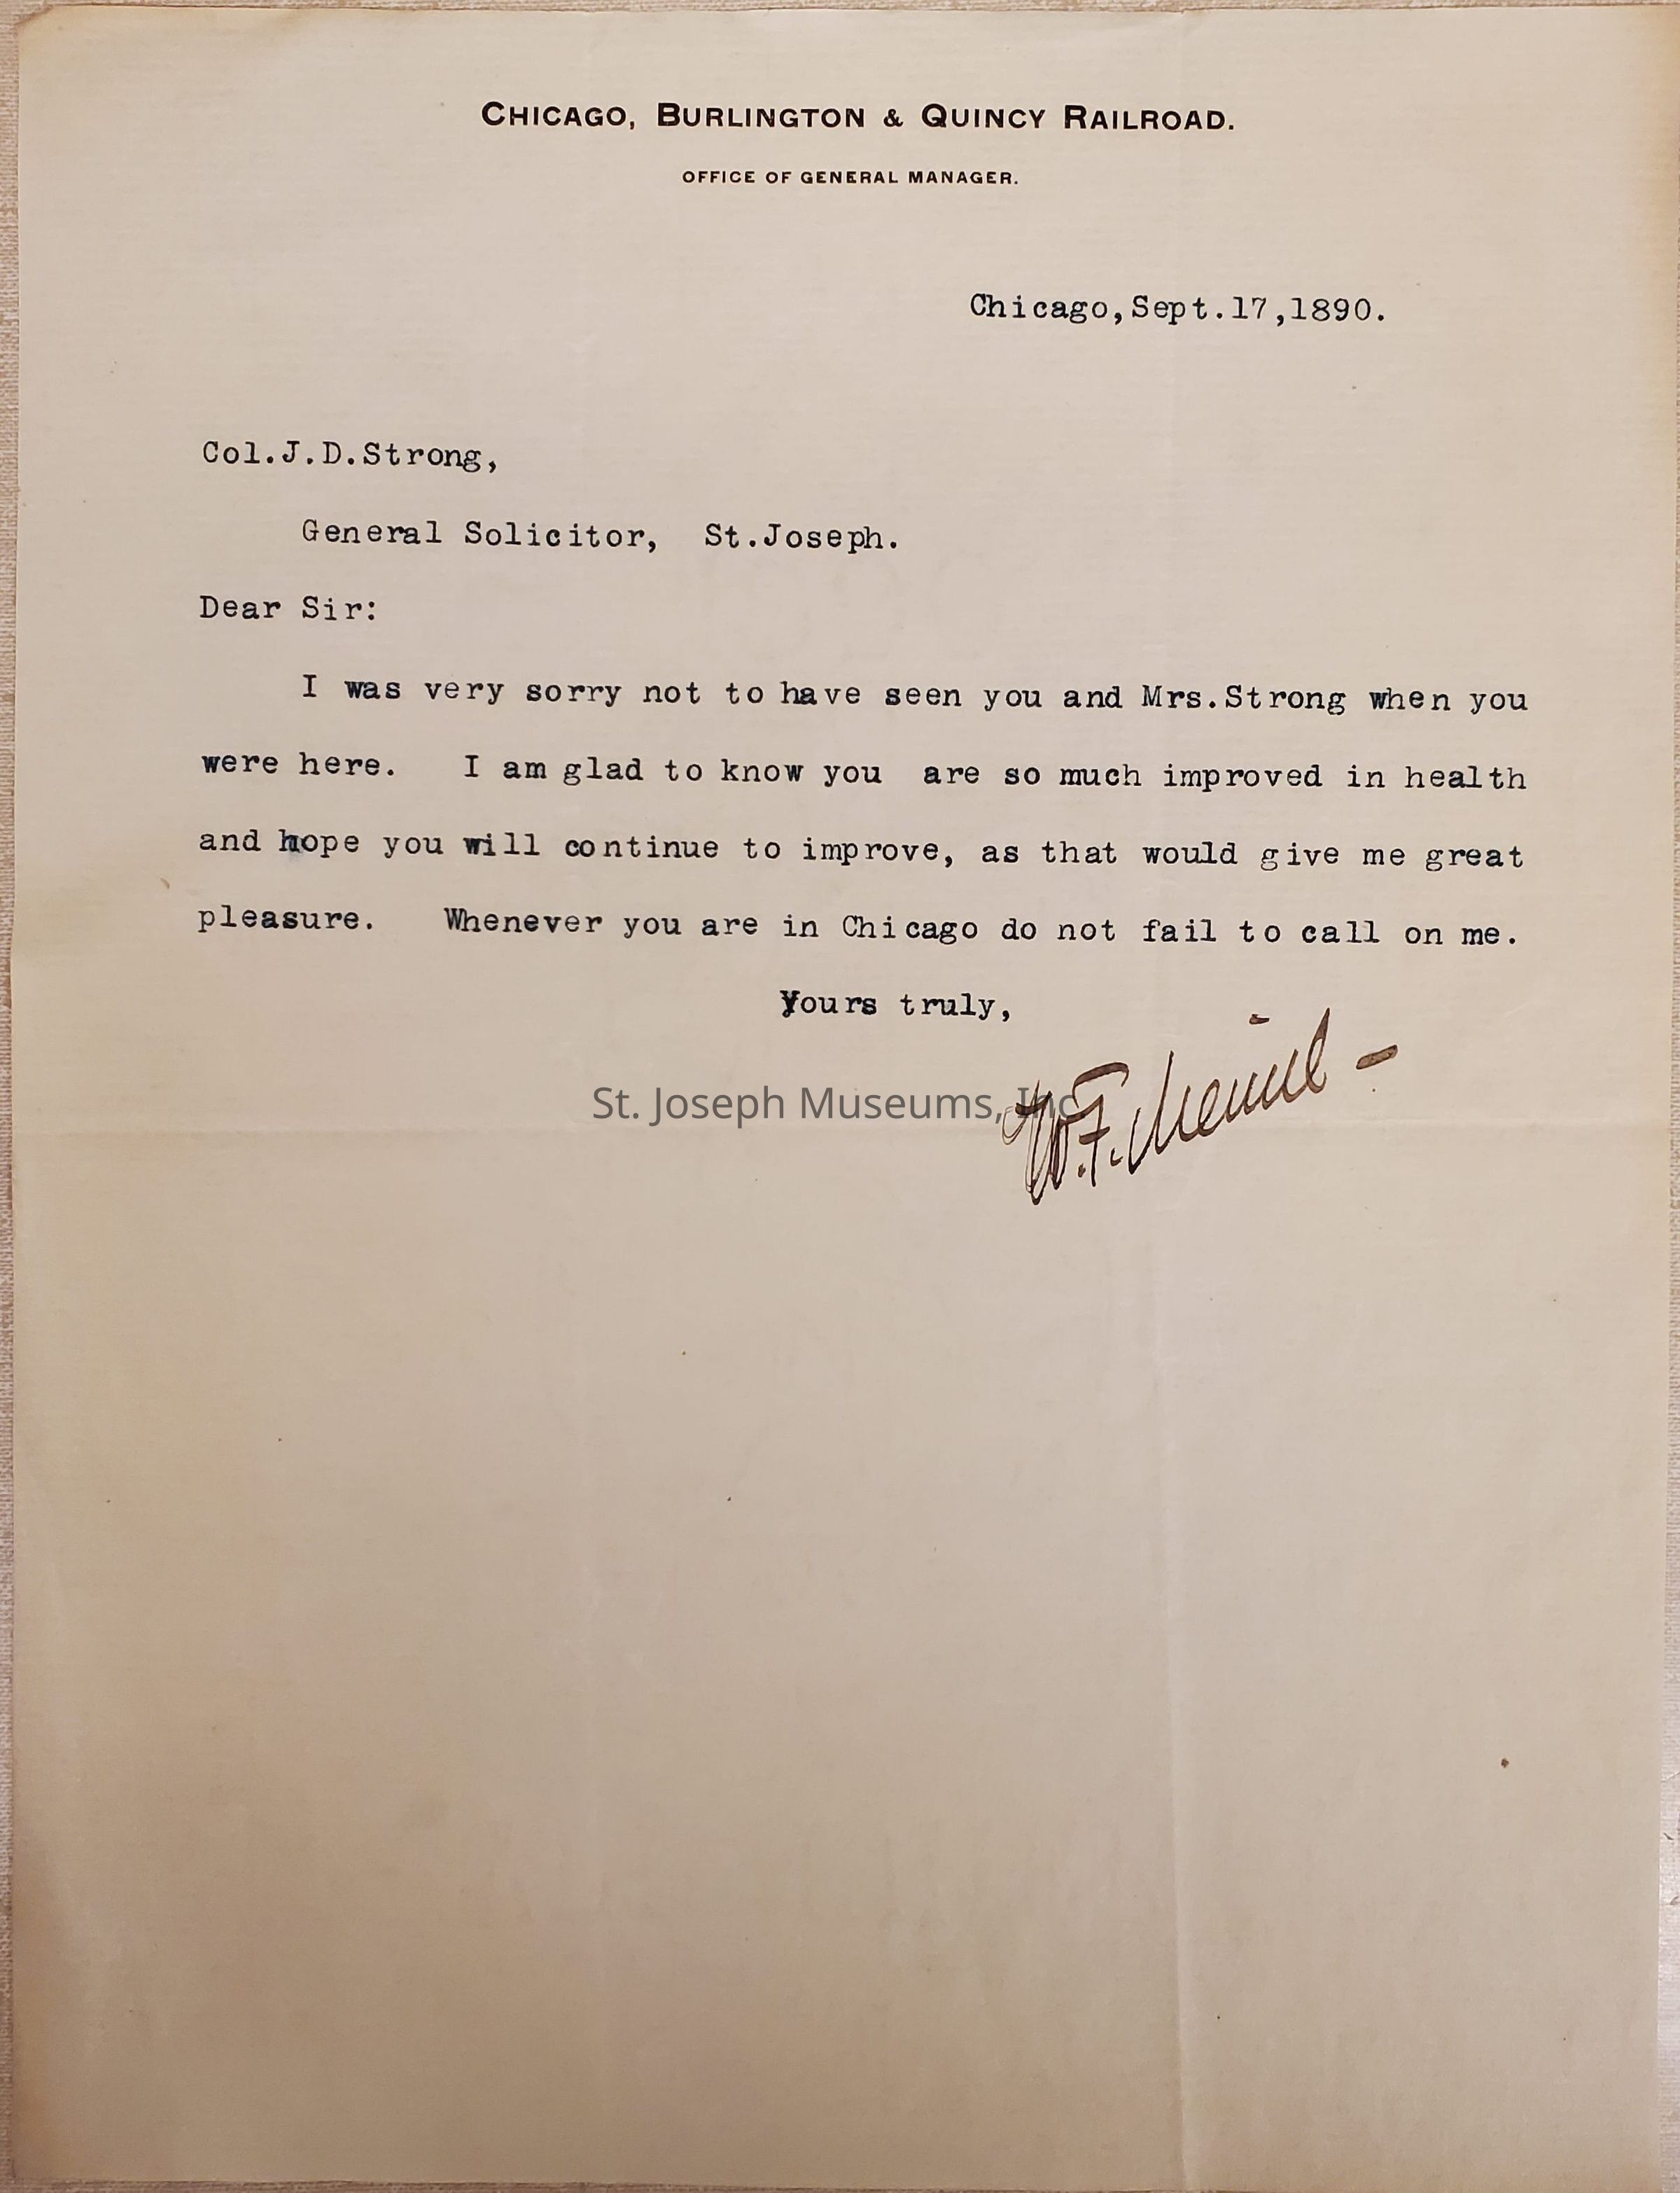 CHICAGO, BURLINGTON & QUINCY RAILROAD.
OFFICE OF GENERAL MANAGER.
Chicago,Sept.17,1890.
Col.J.D.Strong,
General Solicitor, St.Joseph.
Dear Sir:
I was very sorry not to have seen you and Mrs.Strong when you
were here. I am glad to know you are so much improved in health
and hope you will continue to improve, as that would give me great
pleasure. Whenever you are in Chicago do not fail to call on me.
Yours truly,
W.F. Merrill -
St. Joseph Museums, Inc.